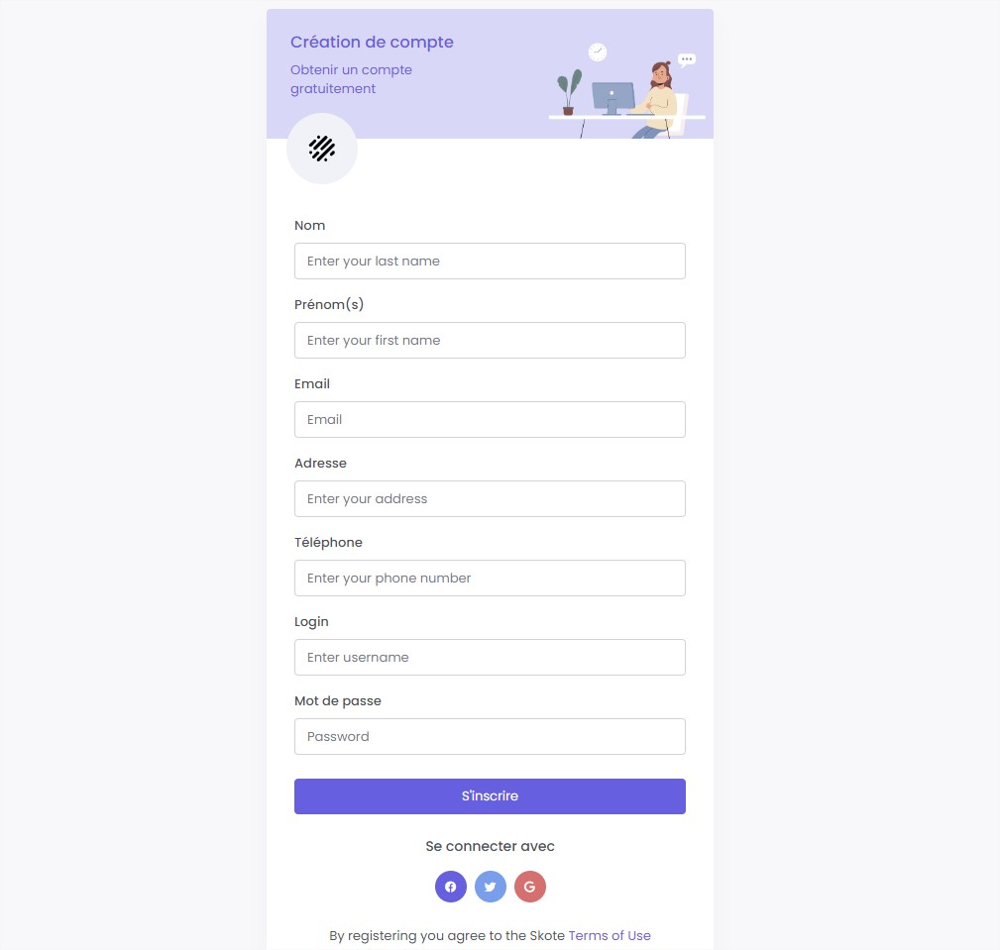 Création de compte
Obtenir un compte
gratuitement
Nom
Enter your last name
Prénom(s)
Enter your first name
Email
Email
Adresse
Enter your address
Téléphone
Enter your phone number
Login
Enter username
Mot de passe
Password
S'inscrire
Se connecter avec
By registering you agree to the Skote Terms of Use